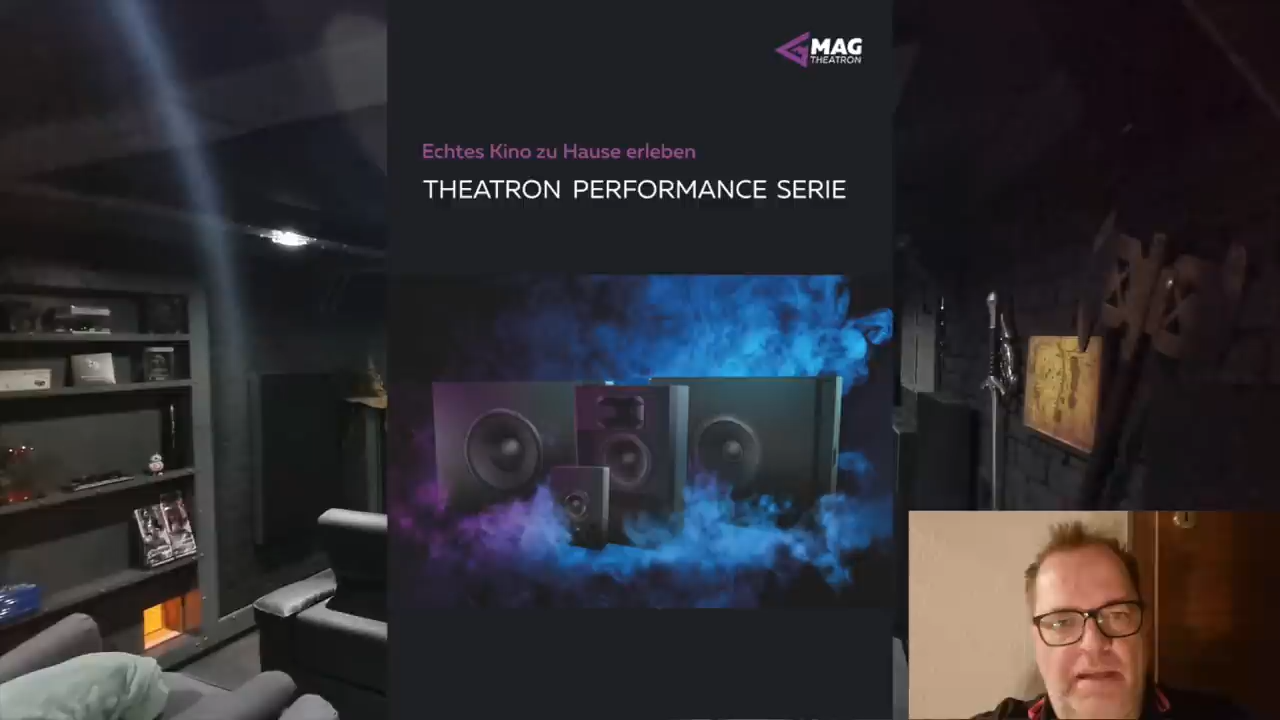 MAG
THEATRON
Echtes Kino zu Hause erleben
THEATRON PERFORMANCE SERIE